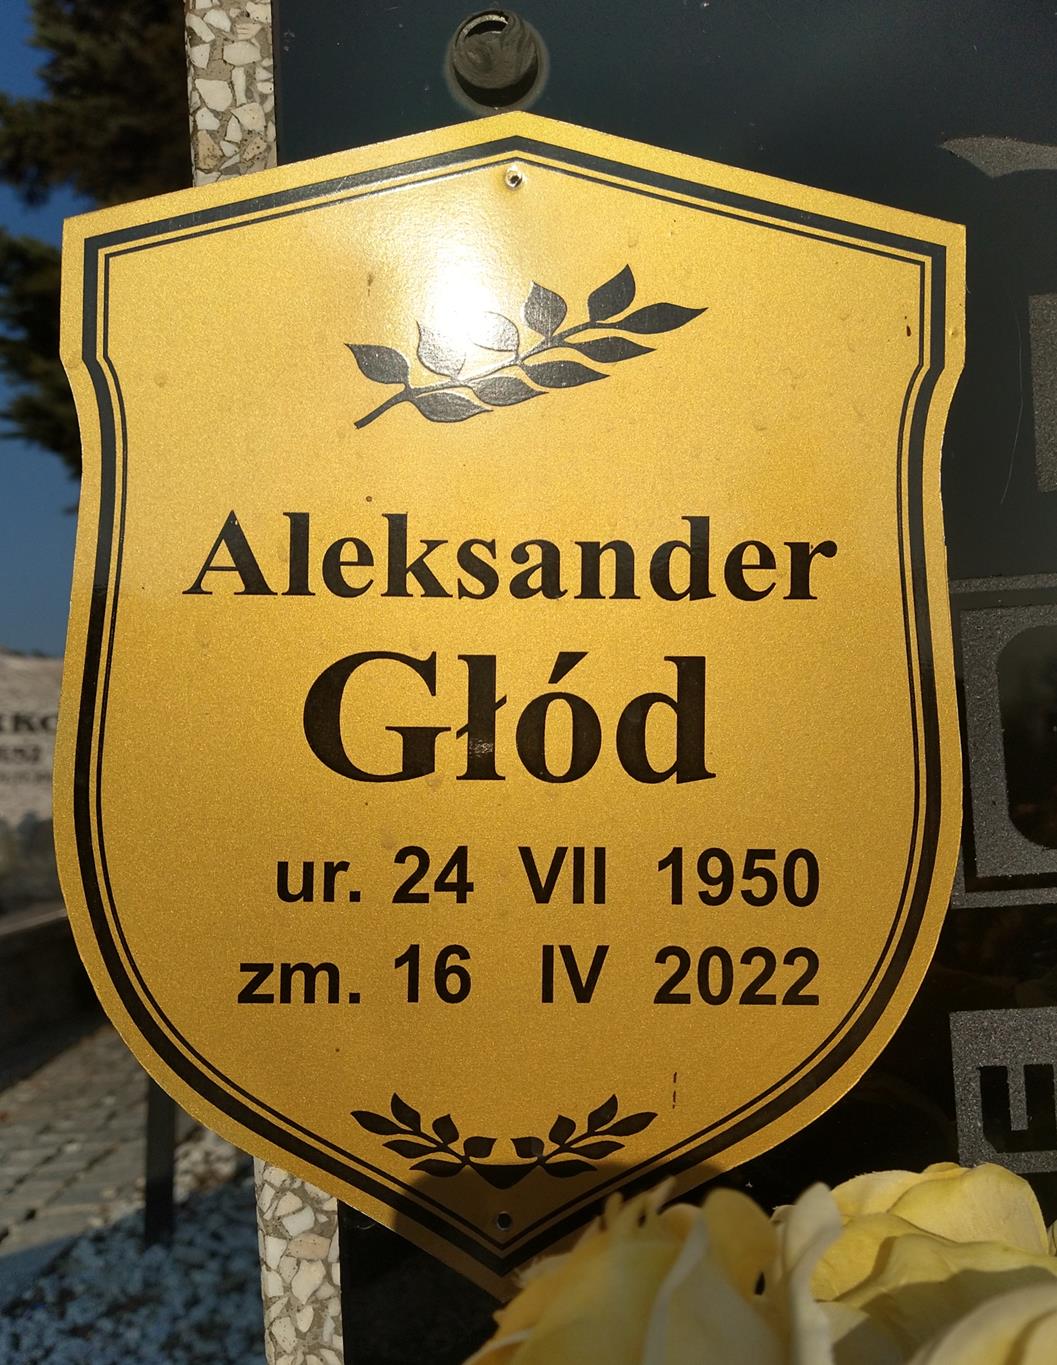 Aleksander
Głód
ur. 24 VII 1950
zm. 16 IV 2022